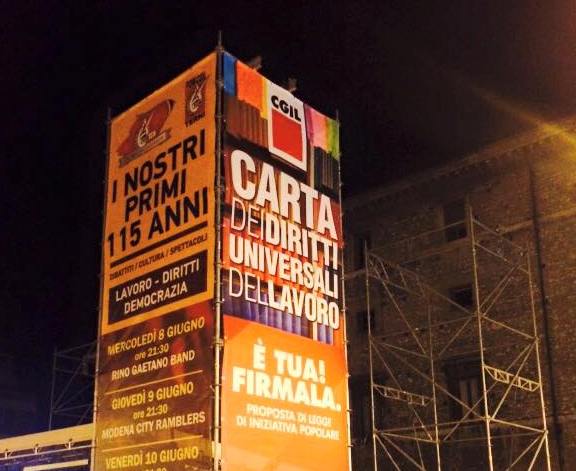 I NOSTRI
PRIMI
115 ANNI
DIBATTITI / CULTURA / SPETTACOLI
LAVORO - DIRITTI
DEMOCRAZIA
MERCOLEDÌ 8 GIUGNO
ore 21:30
RINO GAETANO BAND
GIOVEDÌ 9 GIUGNO
ore 21:30
MODENA CITY RAMBLERS
VENERDÌ 10 GIUGNO
CGIL
CARTA
DEI DIRITTI
UNIVERSALI
DEL LAVORO
È TUA!
FIRMALA.
PROPOSTA DI LEGGE
DI INIZIATIVA POPOLARE